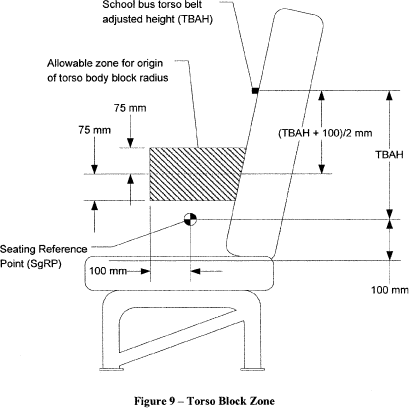 School bus torso belt
adjusted height (TBAH)
Allowable zone for origin
of torso body block radius
75 mm
75 mm
(TBAH + 100)/2 mm
TBAH
Seating Reference
Point (SgRP)
100 mm
100 mm
Figure 9 – Torso Block Zone